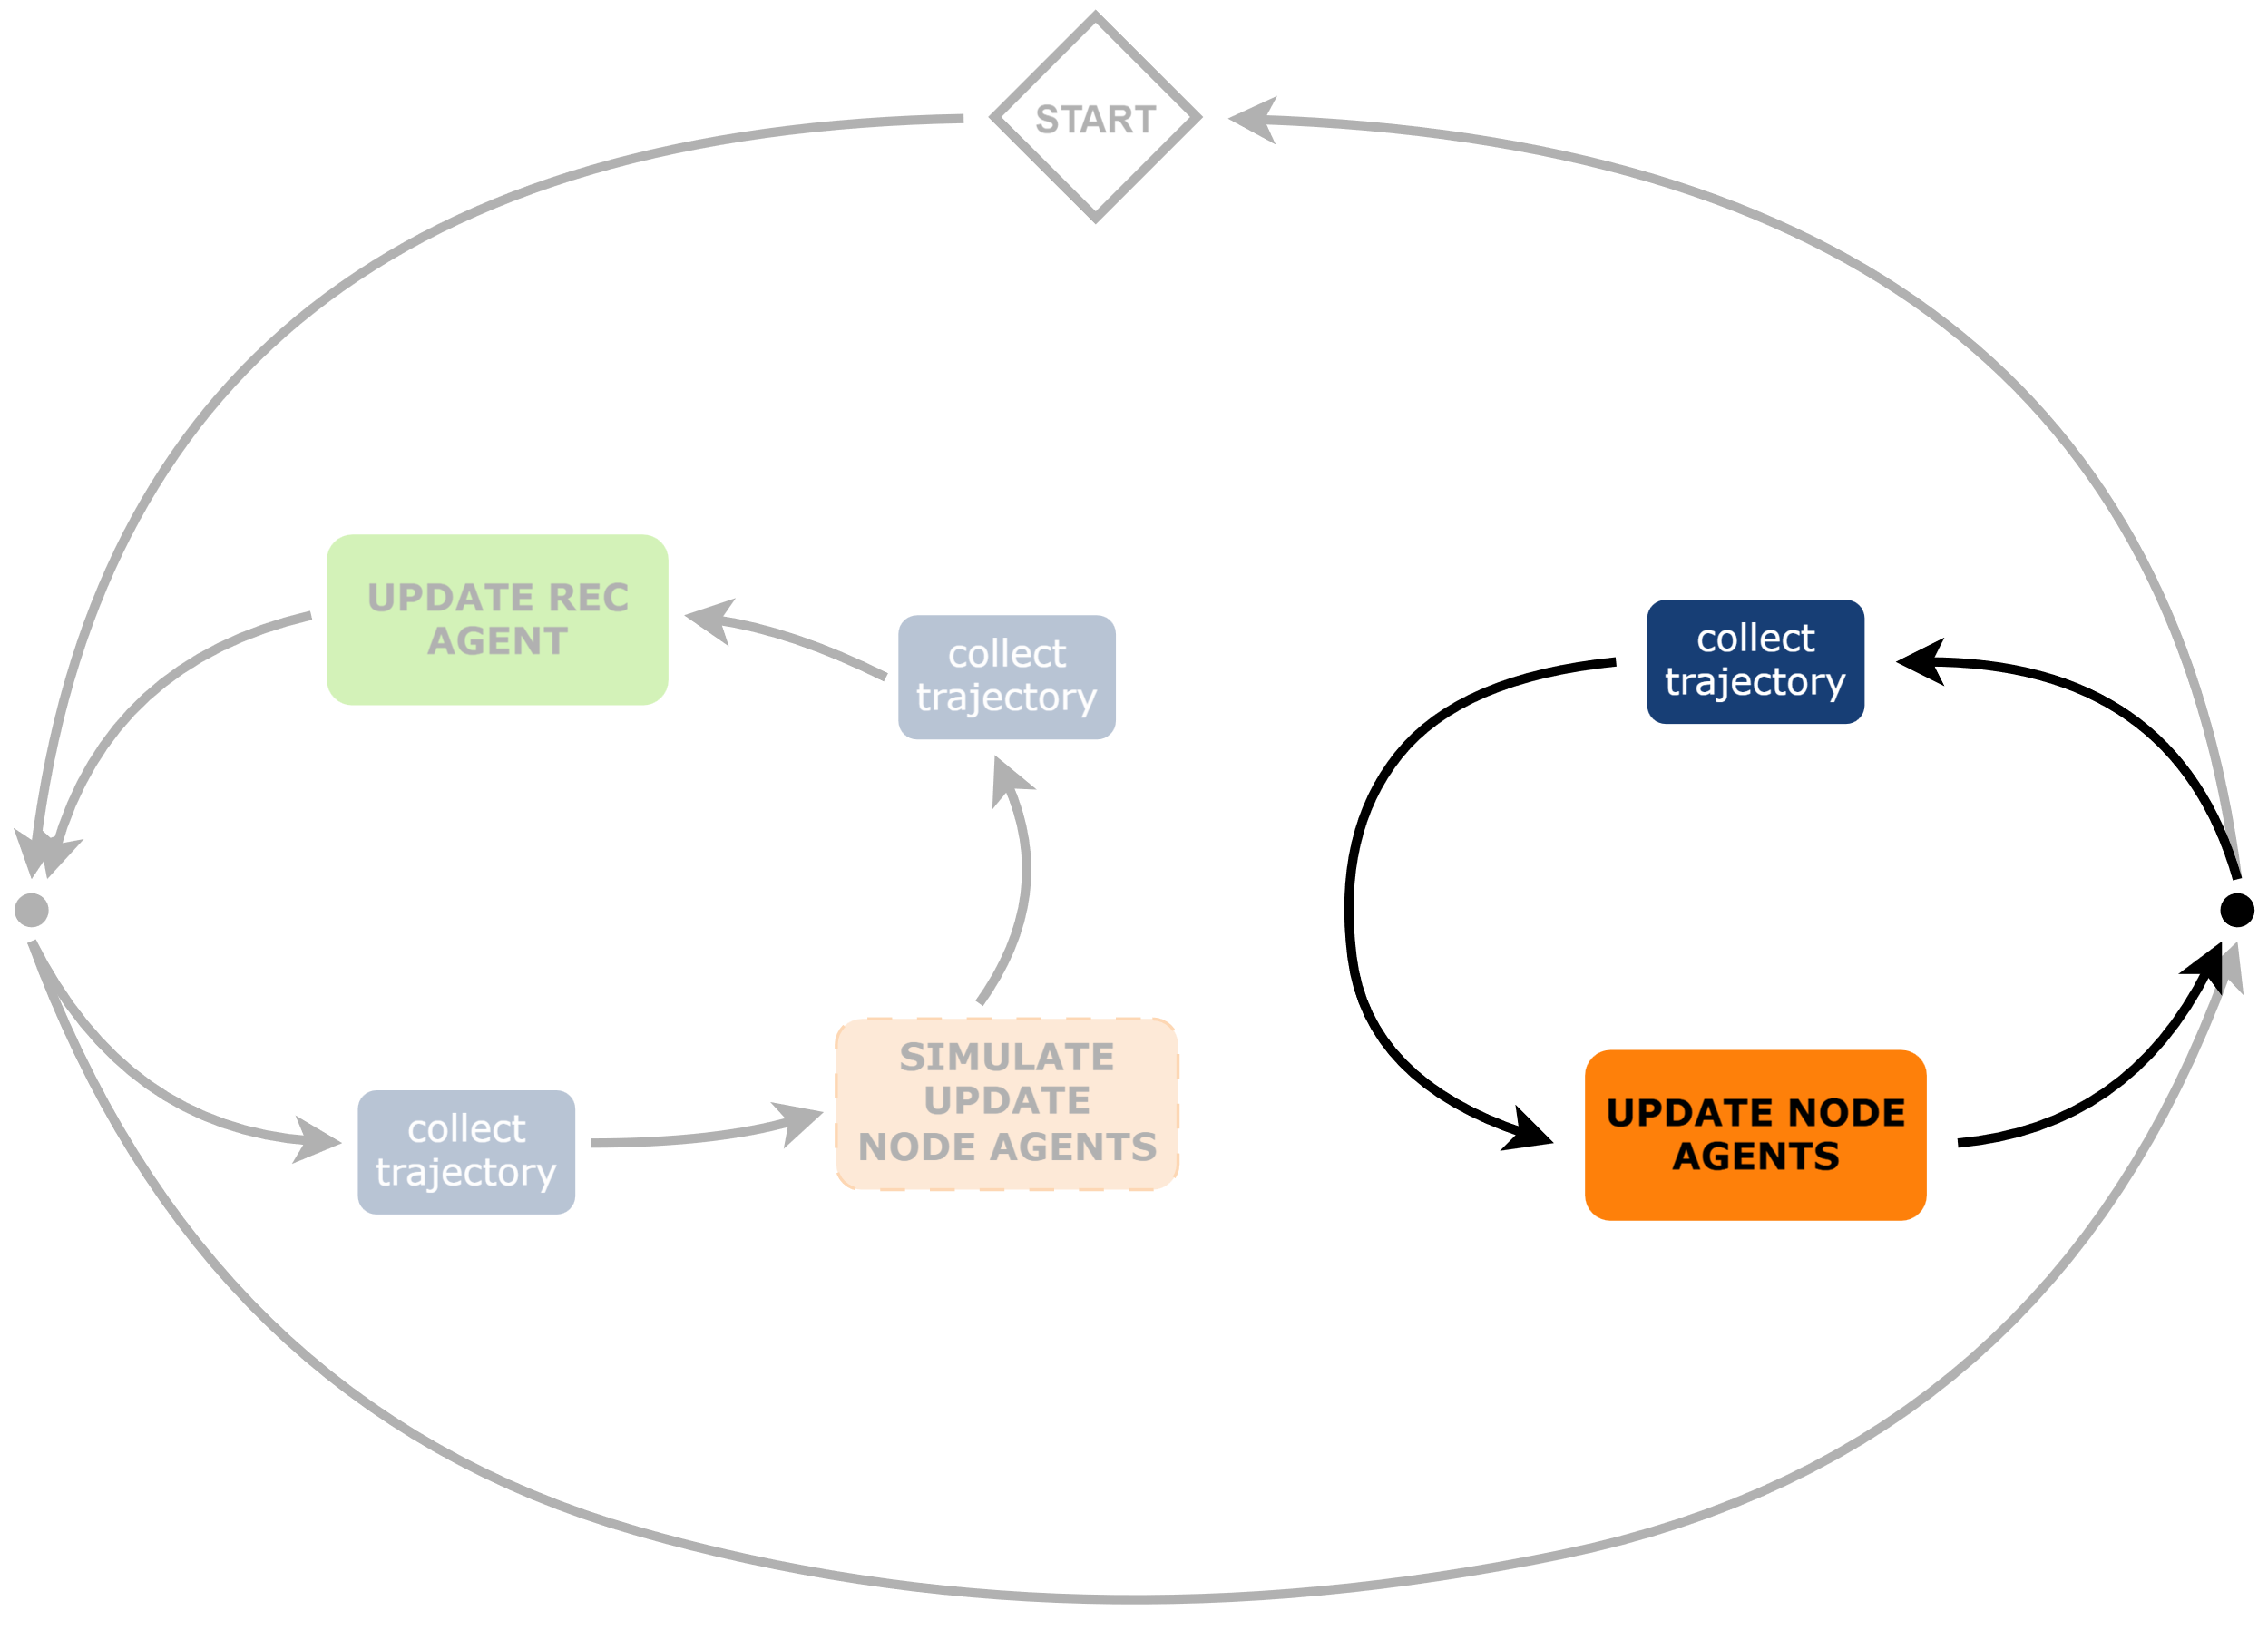 START
UPDATE REC
AGENT
collect
trajectory
collect
trajectory
SIMULATE
UPDATE
NODE AGENTS
collect
trajectory
UPDATE NODE
AGENTS